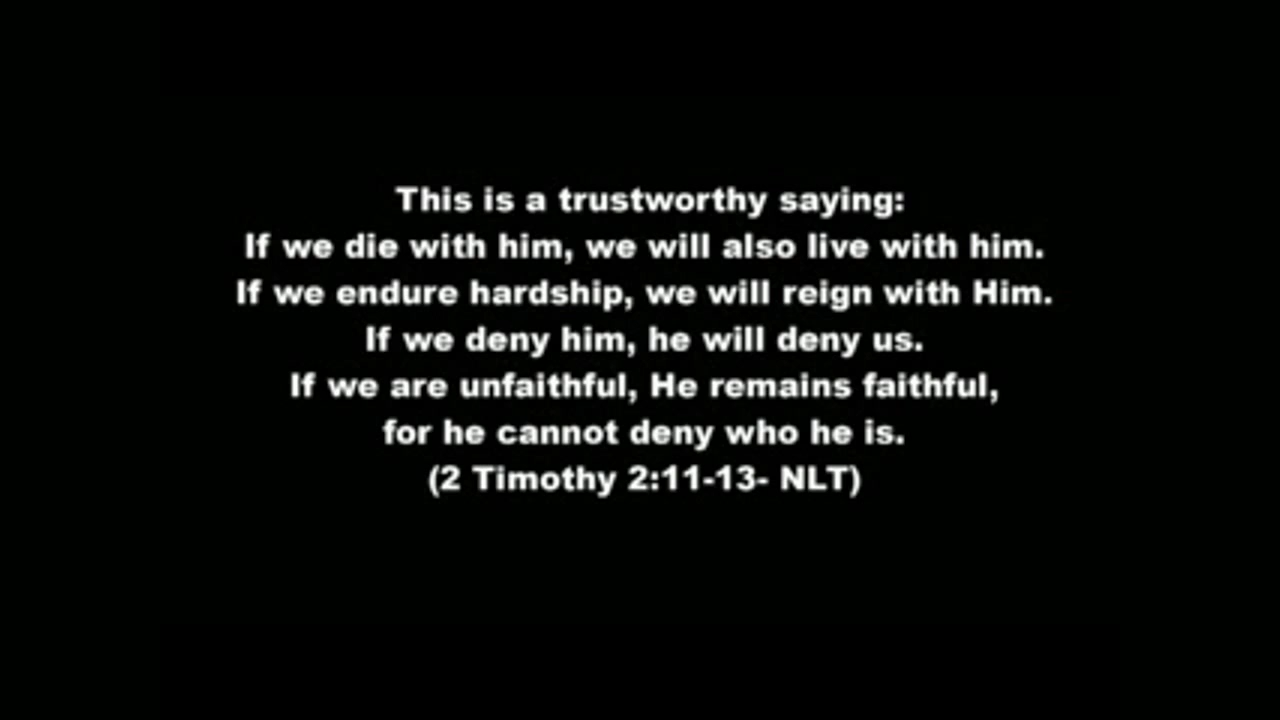 This is a trustworthy saying:
If we die with him, we will also live with him.
If we endure hardship, we will reign with Him.
If we deny him, he will deny us.
If we are unfaithful, He remains faithful,
for he cannot deny who he is.
(2 Timothy 2:11-13- NLT)